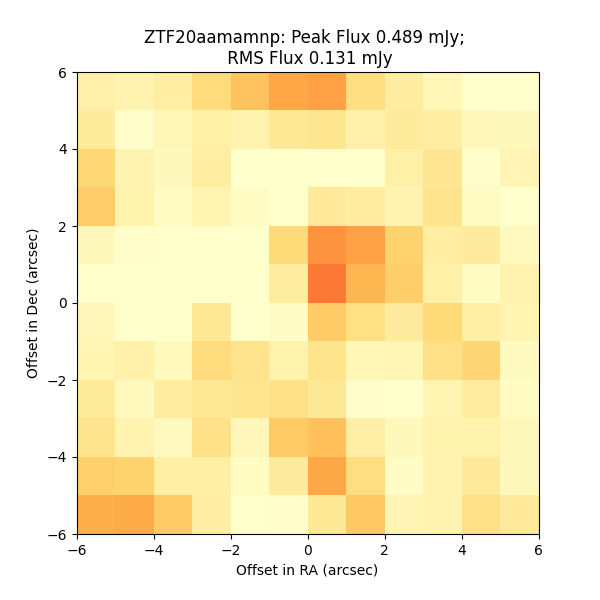 ZTF20aamamnp: Peak Flux 0.489 mJy;
RMS Flux 0.131 mJy
6
4
2
0
−2
−4
−6
Offset in Dec (arcsec)
−6 −4 −2 0 2 4 6
Offset in RA (arcsec)